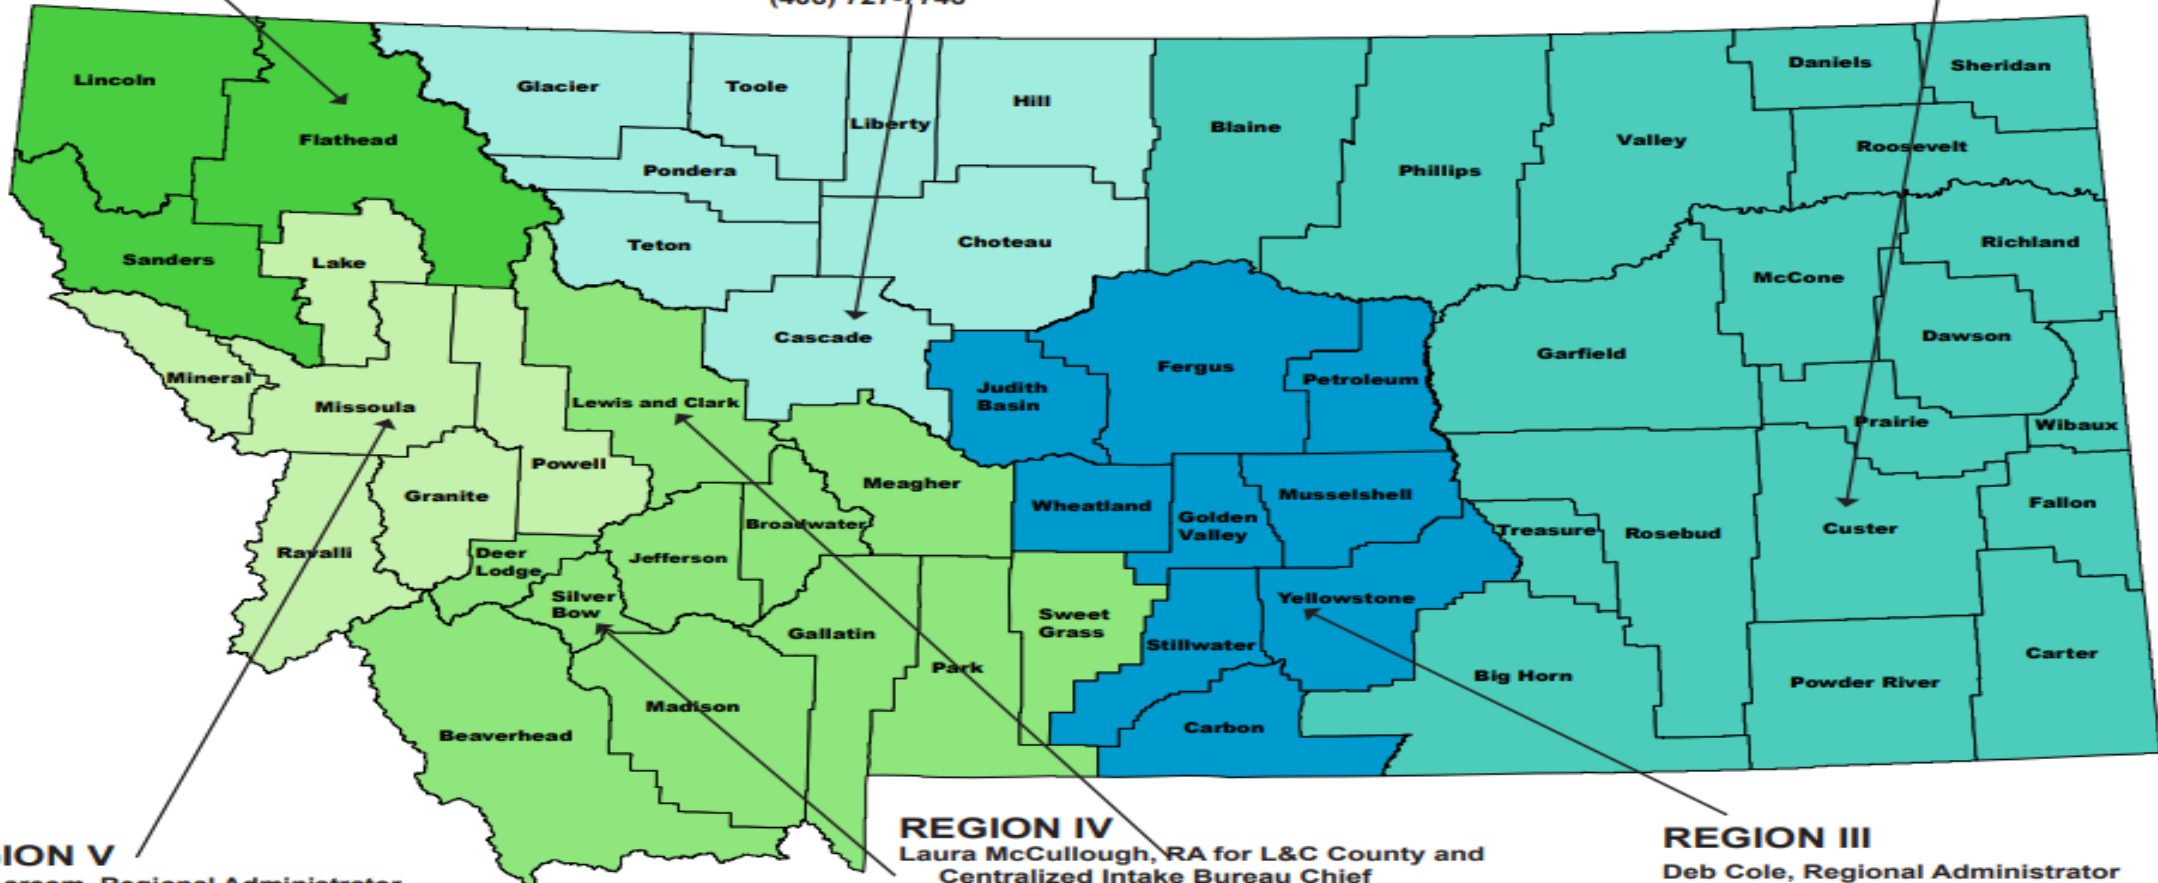 Lincoln
Flathead
Glacier
Toole
Liberty
Hill
Blaine
Phillips
Valley
Daniels
Sheridan
Roosevelt
Pondera
Teton
Choteau
Sanders
Lake
Richland
McCone
Dawson
Cascade
Garfield
Fergus
Petroleum
Judith
Basin
Mineral
Missoula
Lewis and Clark
Prairie
Wibaux
Powell
Granite
Meagher
Wheatland
Golden
Valley
Musselshell
Treasure
Rosebud
Custer
Fallon
Ravalli
Deer
Lodge
Jefferson
Broadwater
Silver
Bow
Gallatin
Park
Sweet
Grass
Stillwater
Yellowstone
Big Horn
Powder River
Carter
Madison
Beaverhead
Carbon
ION V
REGION IV
Laura McCullough, RA for L&C County and
Centralized Intake Bureau Chief
REGION III
Deb Cole, Regional Administrator
Regional Administrator